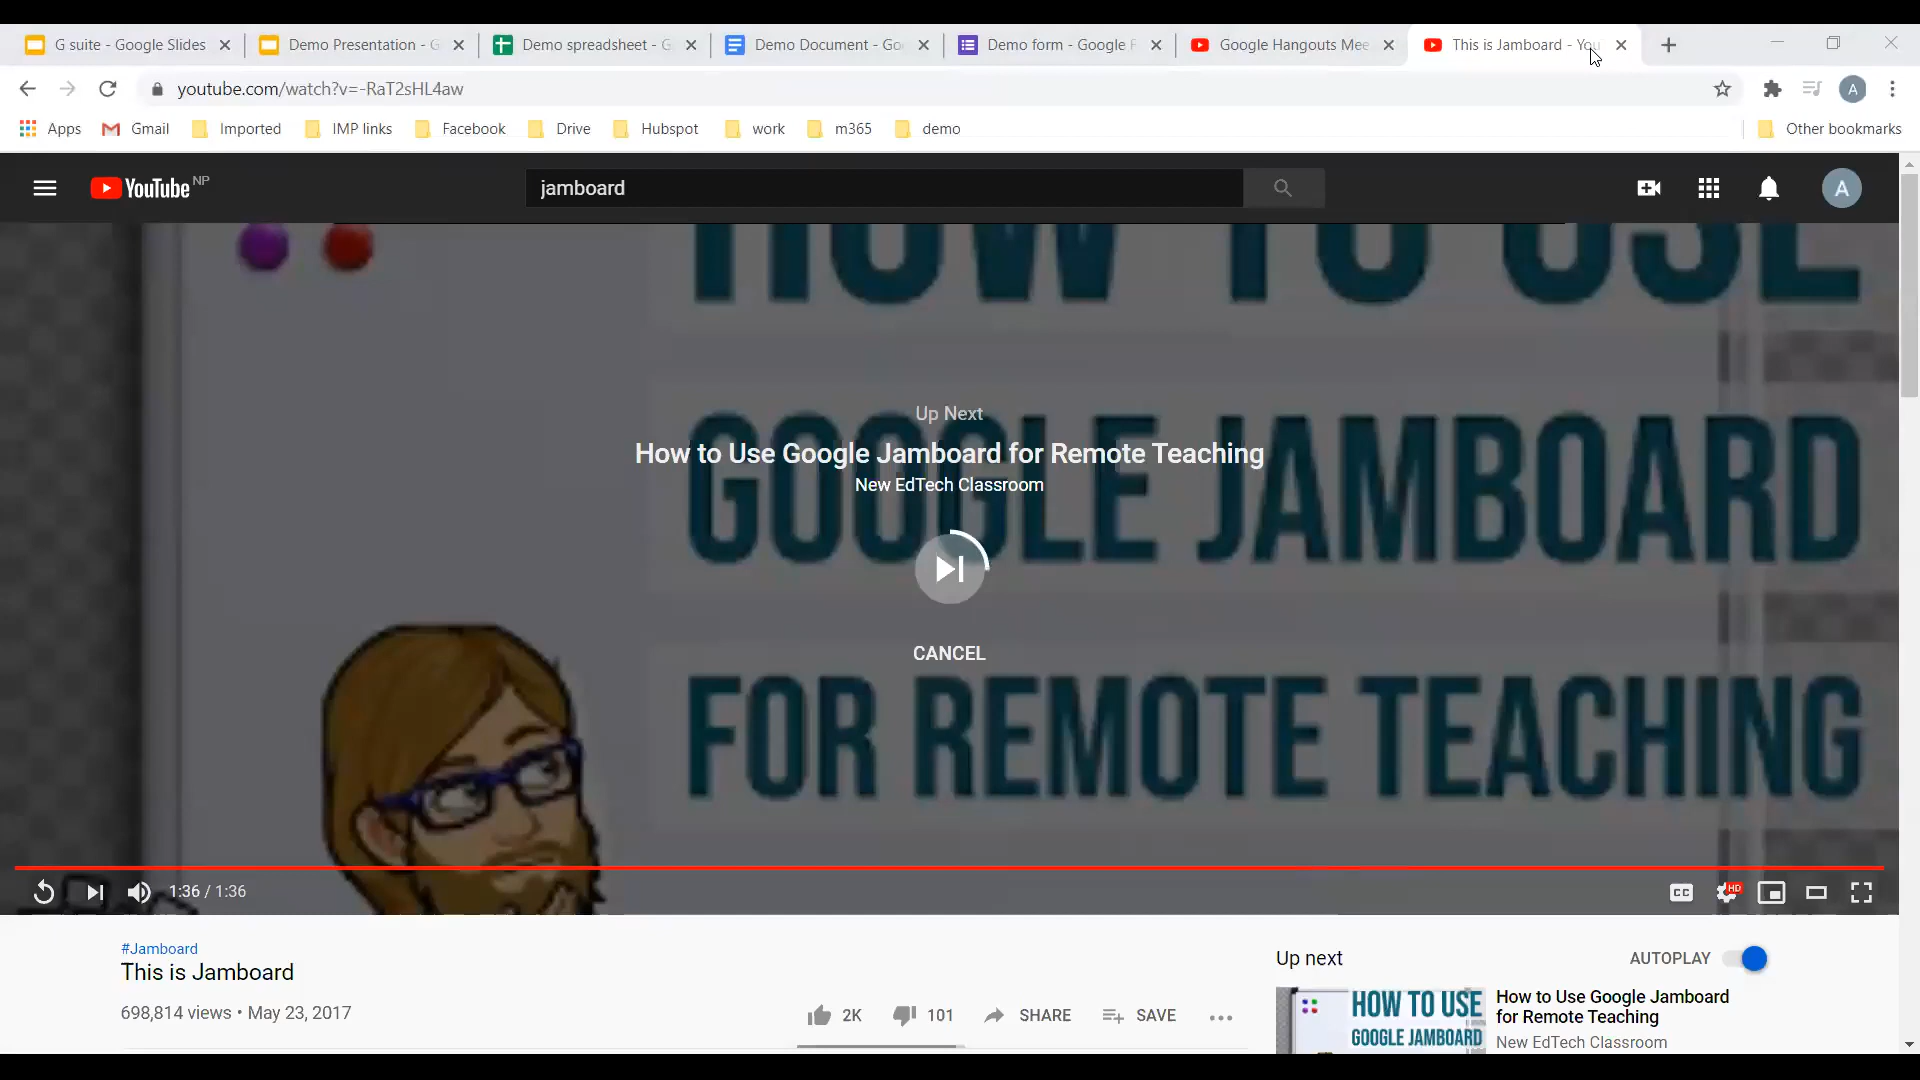 G suite - Google Slides
Demo Presentation - G
Demo spreadsheet - G
Demo Document - Goo
Demo form - Google F
Google Hangouts Mee
This is Jamboard - You
youtube.com/watch?v=-RaT2sHL4aw
A
Apps
Gmail
Imported
IMP links
Facebook
Drive
Hubspot
work
m365
demo
Other bookmarks
YouTube NP
jamboard
A
HOW TO USE
GOOGLE JAMBOARD
FOR REMOTE TEACHING
Up Next
How to Use Google Jamboard for Remote Teaching
New EdTech Classroom
CANCEL
1:36 / 1:36
CC
HD
#Jamboard
This is Jamboard
698,814 views • May 23, 2017
2K
101
SHARE
SAVE
Up next
AUTOPLAY
HOW TO USE
GOOGLE JAMBOARD
How to Use Google Jamboard
for Remote Teaching
New EdTech Classroom